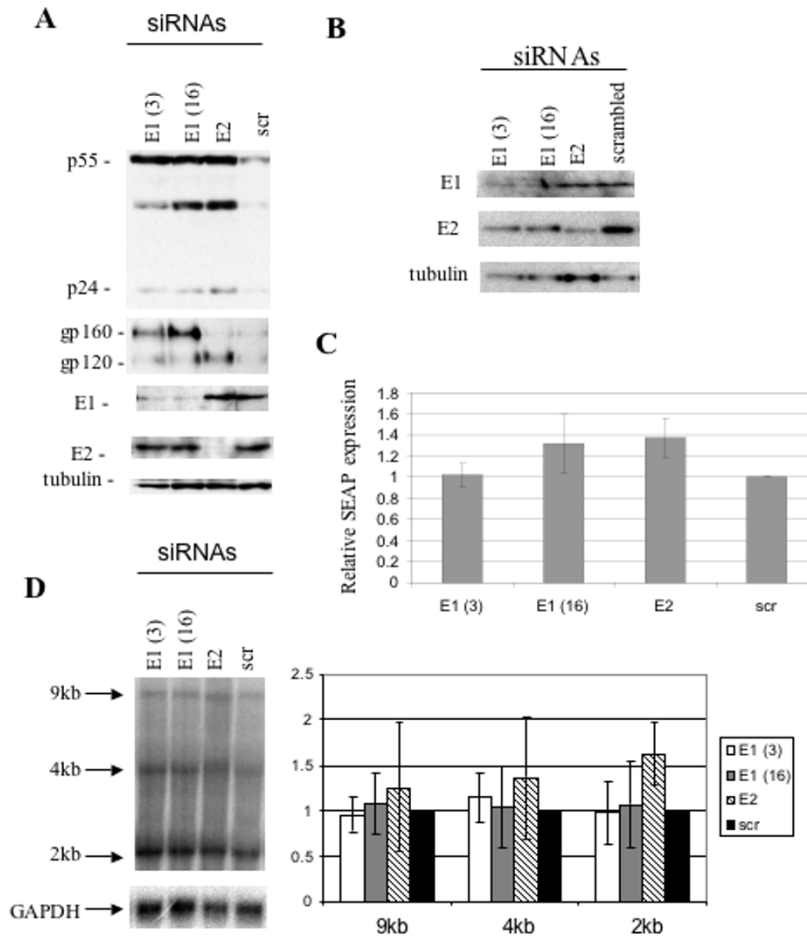 A
siRNAs
E1 (3)
E1 (16)
E2
scr
p55 -
p24 -
gp160 -
gp120 -
E1 -
E2 -
tubulin -
B
siRNAs
E1 (3)
E1 (16)
E2
scrambled
E1
E2
tubulin
C
Relative SEAP expression
1.8
1.6
1.4
1.2
1
0.8
0.6
0.4
0.2
0
E1 (3)
E1 (16)
E2
scr
D
siRNAs
E1 (3)
E1 (16)
E2
scr
9kb
4kb
2kb
GAPDH
2.5
2
1.5
1
0.5
0
9kb
4kb
2kb
E1 (3)
E1 (16)
E2
scr